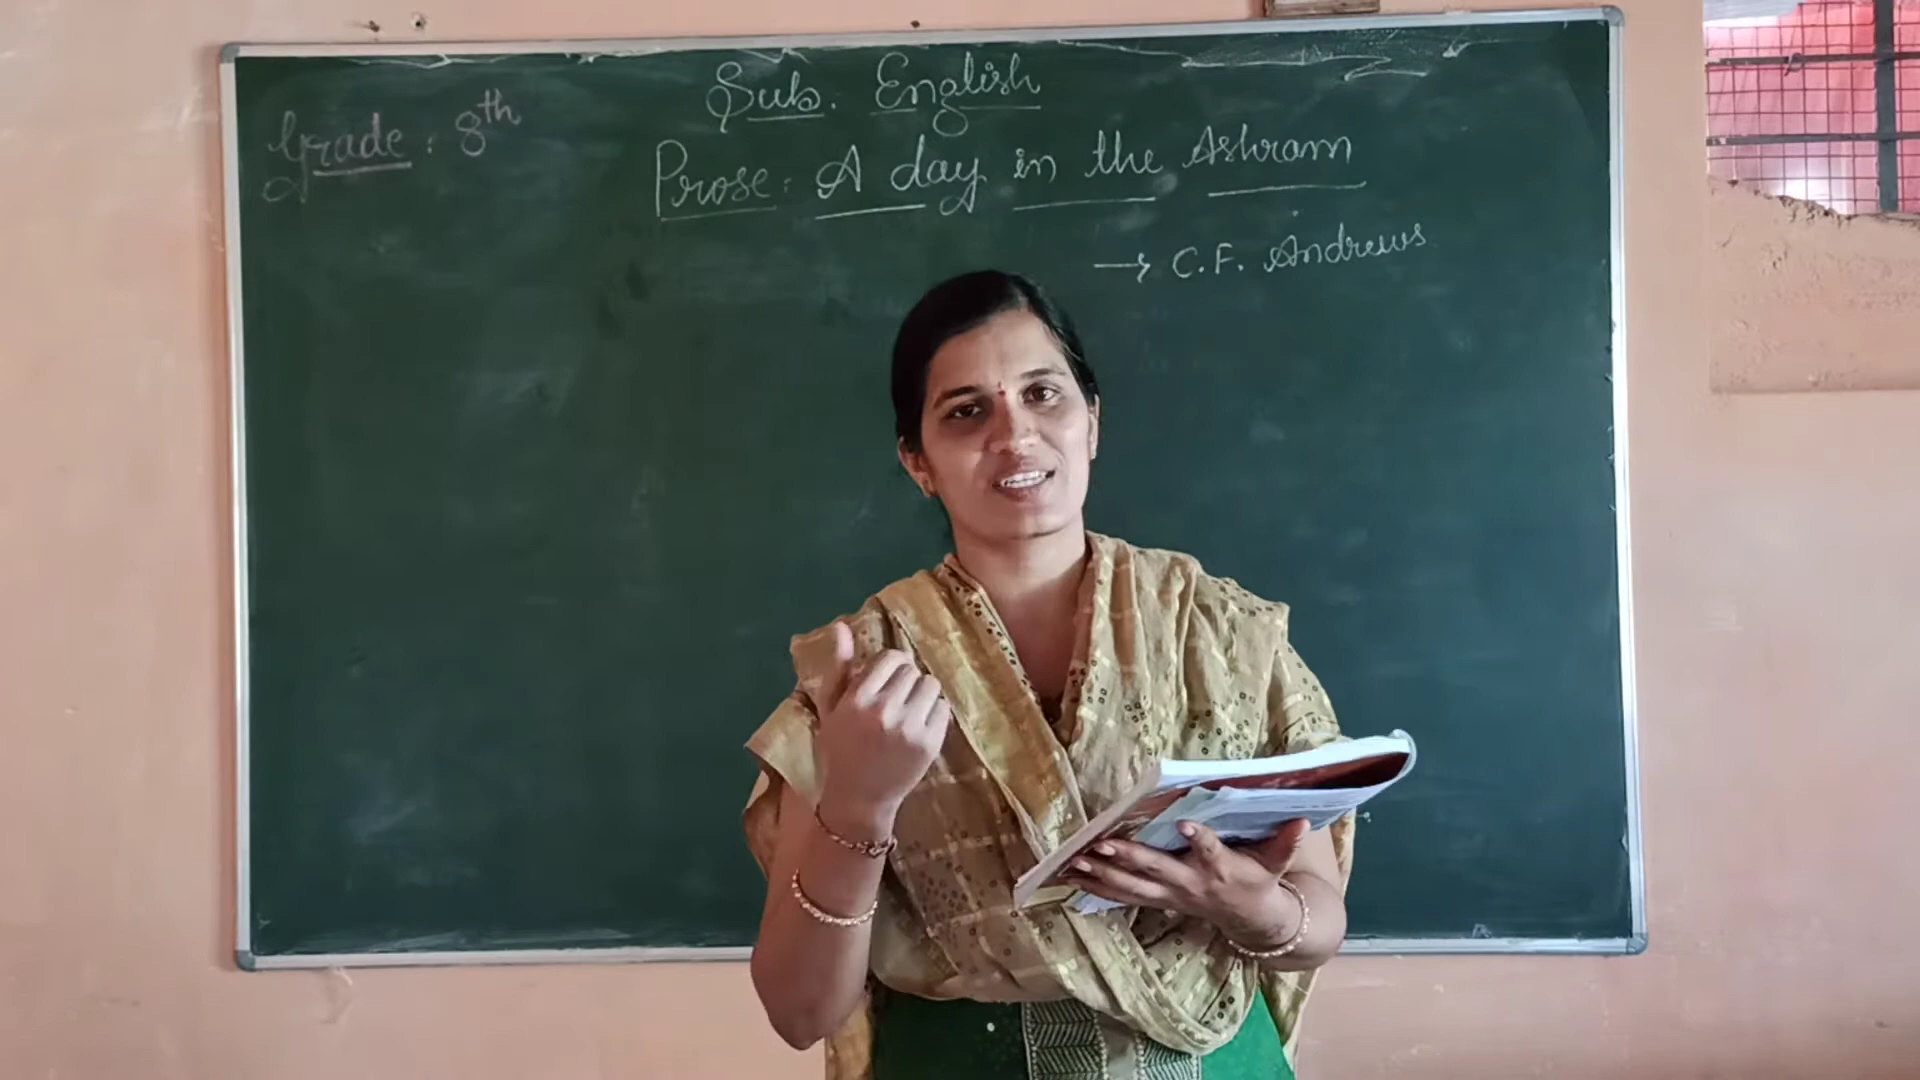 Sub. English
Grade: 8th
Prose: A day in the Ashram
→ C.F. Andrews